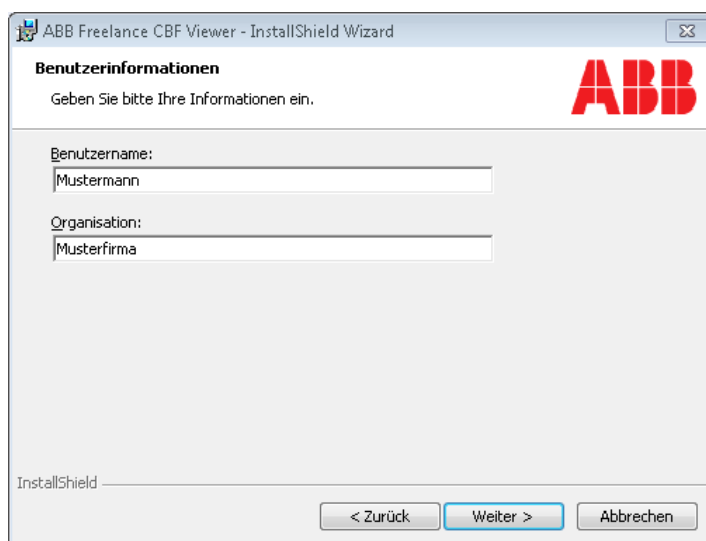 ABB Freelance CBF Viewer - InstallShield Wizard
Benutzerinformationen
Geben Sie bitte Ihre Informationen ein.
ABB
Benutzername:
Mustermann
Organisation:
Musterfirma
InstallShield
< Zurück
Weiter >
Abbrechen